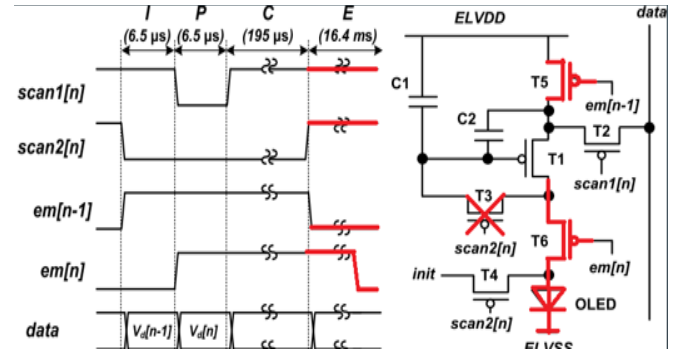 I P C E
(6.5 µs) (6.5 µs) (195 µs) (16.4 ms)
scan1[n]
scan2[n]
em[n-1]
em[n]
data
Vd[n-1] Vd[n]
data
ELVDD
C1
T5
em[n-1]
C2
T2
T1
scan1[n]
T3
scan2[n]
T6
em[n]
init
T4
OLED
scan2[n]
ELVSS